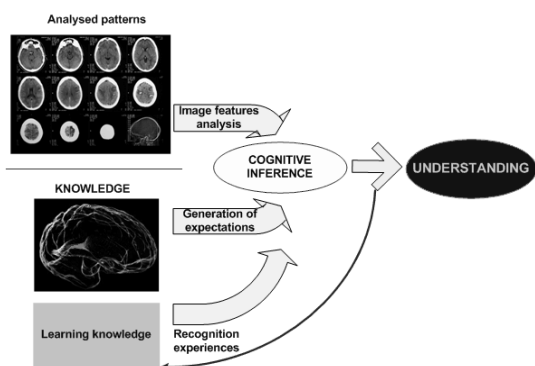 Analysed patterns
Image features
analysis
COGNITIVE
INFERENCE
UNDERSTANDING
KNOWLEDGE
Generation of
expectations
Learning knowledge
Recognition
experiences